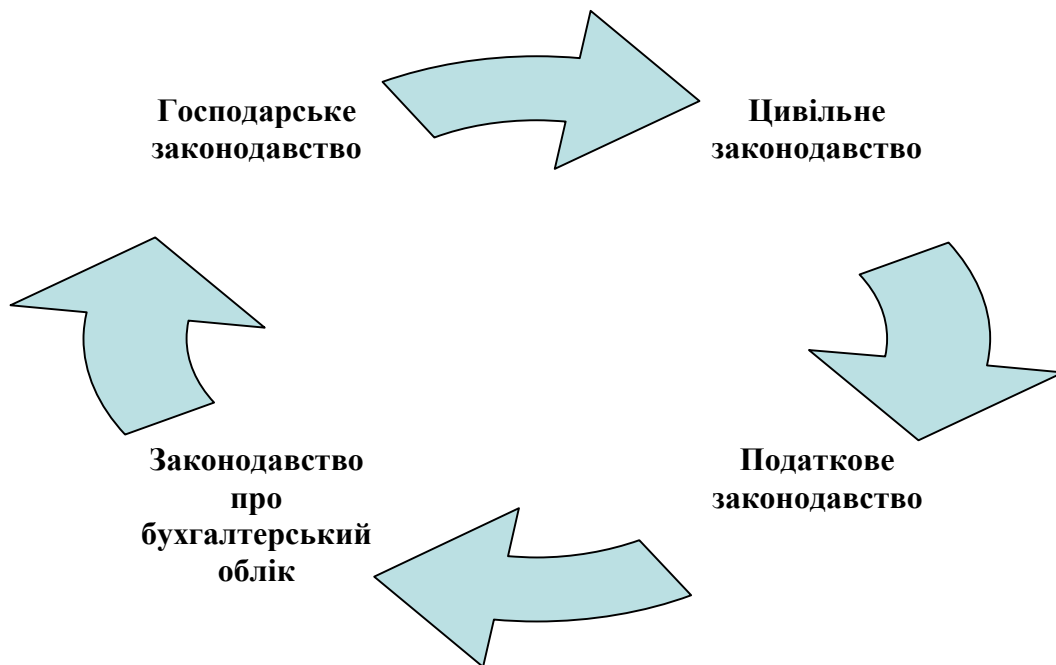 Господарське
законодавство
Цивільне
законодавство
Законодавство
про
бухгалтерський
облік
Податкове
законодавство